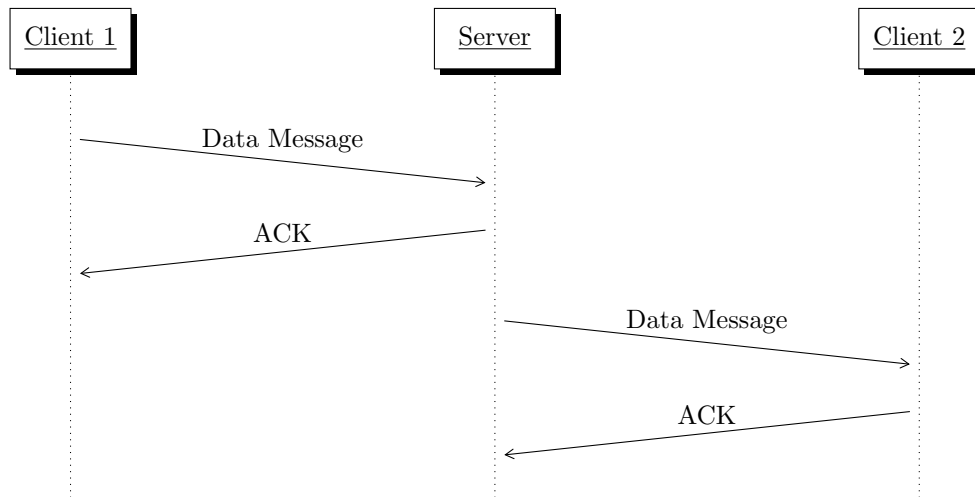 Client 1
Server
Client 2
Data Message
ACK
Data Message
ACK